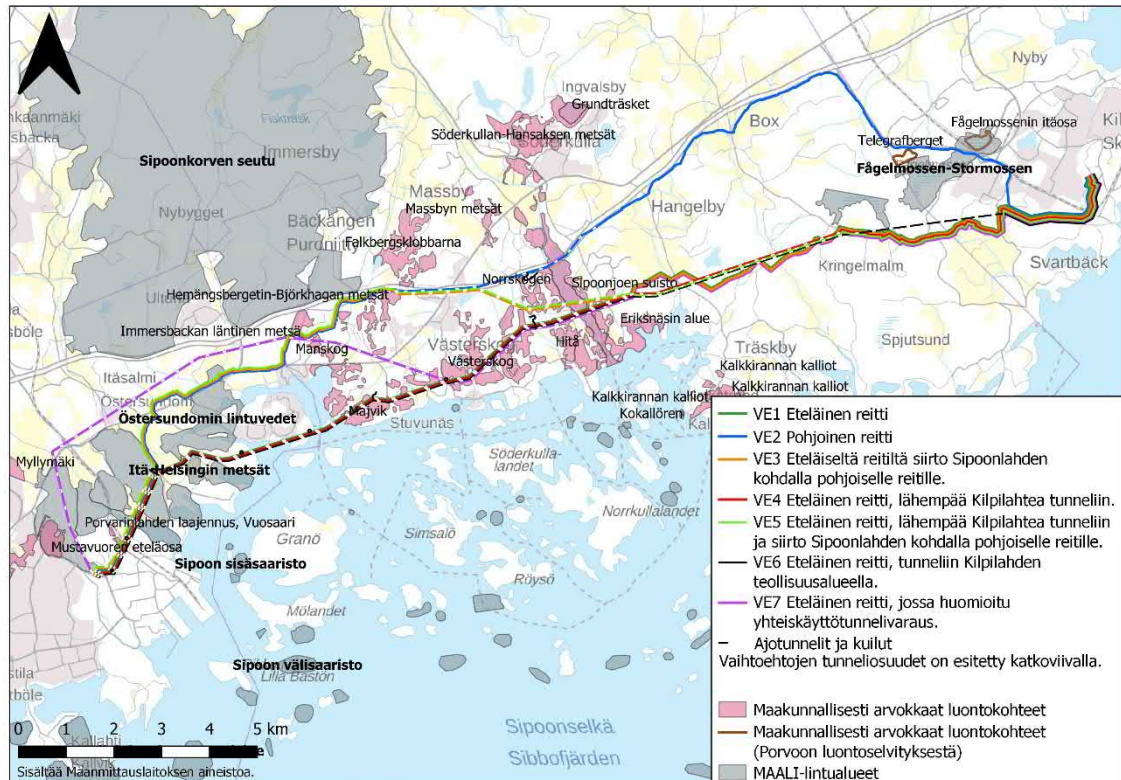 Nyby
Ingvalsby
Grundträsket
Box
Fågelmossenin itäosa
Söderkullan-Hansaksen metsät
Söderkulla
Telegrafberget
Sipoonkorven seutu
Immersby
Fågelmossen-Stormossen
Massby
Nybygget
Massbyn metsät
Bäckängen
Hangelby
Falkbergsklobbarna
Svartbäck
Norrskogen
Sipoonjoen suisto
Kringelmalm
Hemängsbergetin-Björkhagan metsät
Eriksnäsin alue
Immersbackan läntinen metsä
Västerskog
Hitå
Träskby
Spjutsund
Mänskog
Västerskog
Itäsalmi
Kalkkirannan kalliot
Kalkkirannan kalliot
Östersundom
Kalkkirannan kalliot
Östersundomin lintuvedet
Majvik
Kokallören
Stuvunäs
Myllymäki
Itä-Helsingin metsät
Söderkulla-
landet
Porvarinlahden laajennus, Vuosaari
Norrkullalandet
Mustavuoren eteläosa
Granö
Simsalö
Sipoon sisäsaaristo
Röysö
Mölandet
Sipoon välisaaristo
Lilla Bastön
Sipoonselkä
Sibbofjärden
Kallahti
Kallvik
0 1 2 3 4 5 km
Sisältää Maanmittauslaitoksen aineistoa.
VE1 Eteläinen reitti
VE2 Pohjoinen reitti
VE3 Eteläiseltä reitiltä siirto Sipoonlahden
kohdalla pohjoiselle reitille.
VE4 Eteläinen reitti, lähempää Kilpilahtea tunneliin.
VE5 Eteläinen reitti, lähempää Kilpilahtea tunneliin
ja siirto Sipoonlahden kohdalla pohjoiselle reitille.
VE6 Eteläinen reitti, tunneliin Kilpilahden
teollisuusalueella.
VE7 Eteläinen reitti, jossa huomioitu
yhteiskäyttötunnelivaraus.
Ajotunnelit ja kuilut
Vaihtoehtojen tunneliosuudet on esitetty katkoviivalla.
Maakunnallisesti arvokkaat luontokohteet
Maakunnallisesti arvokkaat luontokohteet
(Porvoon luontoselvityksestä)
MAALI-lintualueet